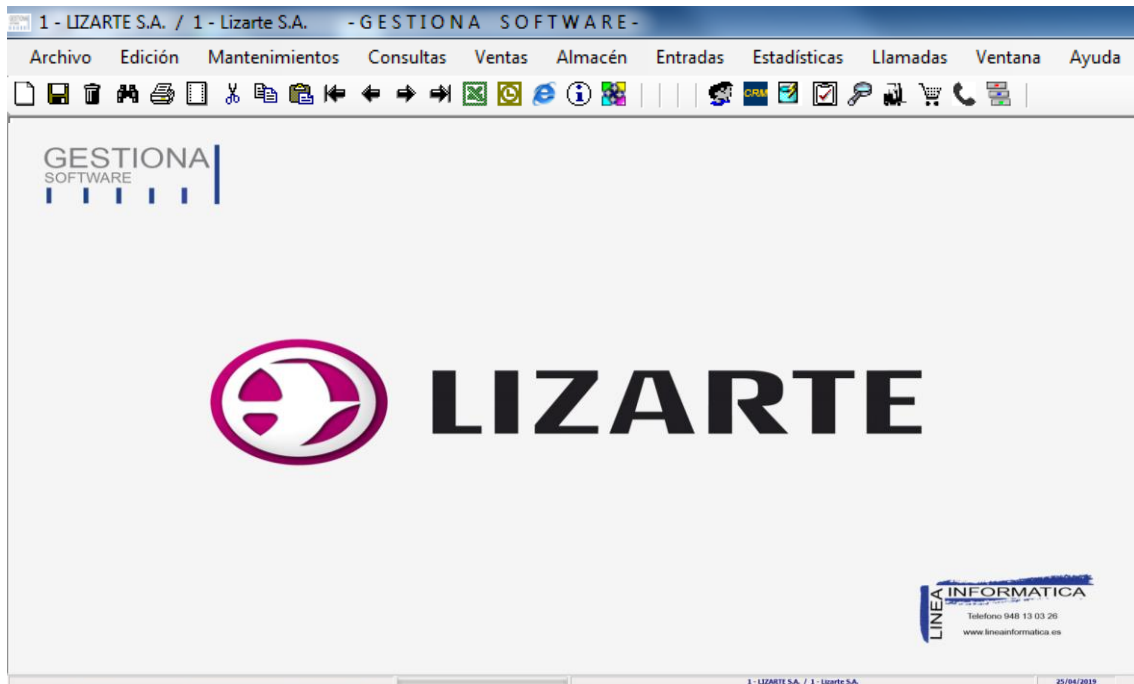 1 - LIZARTE S.A. / 1 - Lizarte S.A. - G E S T I O N A S O F T W A R E -
Archivo Edición Mantenimientos Consultas Ventas Almacén Entradas Estadísticas Llamadas Ventana Ayuda
CRM
GESTIONA
SOFTWARE
LIZARTE
LINEA
INFORMATICA
Telefono 948 13 03 26
www.lineainformatica.es
1 - LIZARTE S.A. / 1 - Lizarte S.A. 25/04/2019